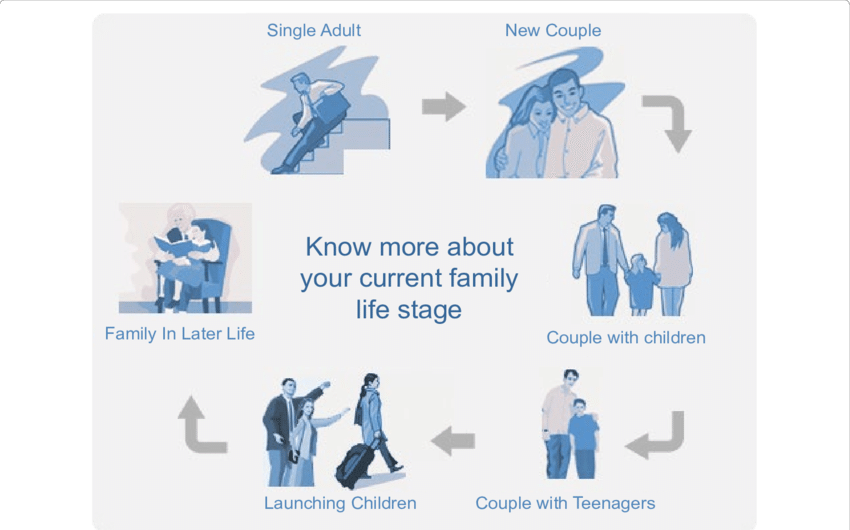 Single Adult
New Couple
Know more about
your current family
life stage
Family In Later Life
Couple with children
Launching Children
Couple with Teenagers